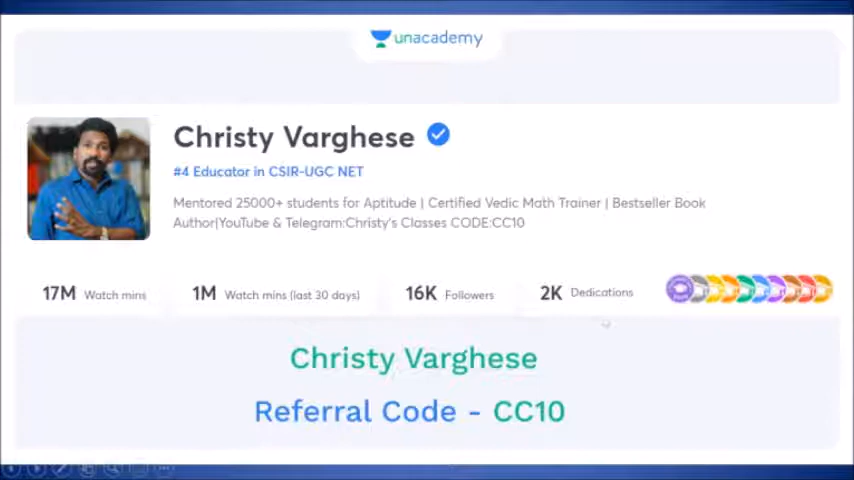 unacademy
Christy Varghese
#4 Educator in CSIR-UGC NET
Mentored 25000+ students for Aptitude | Certified Vedic Math Trainer | Bestseller Book
Author|YouTube & Telegram:Christy's Classes CODE:CC10
17M Watch mins 1M Watch mins (last 30 days) 16K Followers 2K Dedications
Christy Varghese
Referral Code - CC10